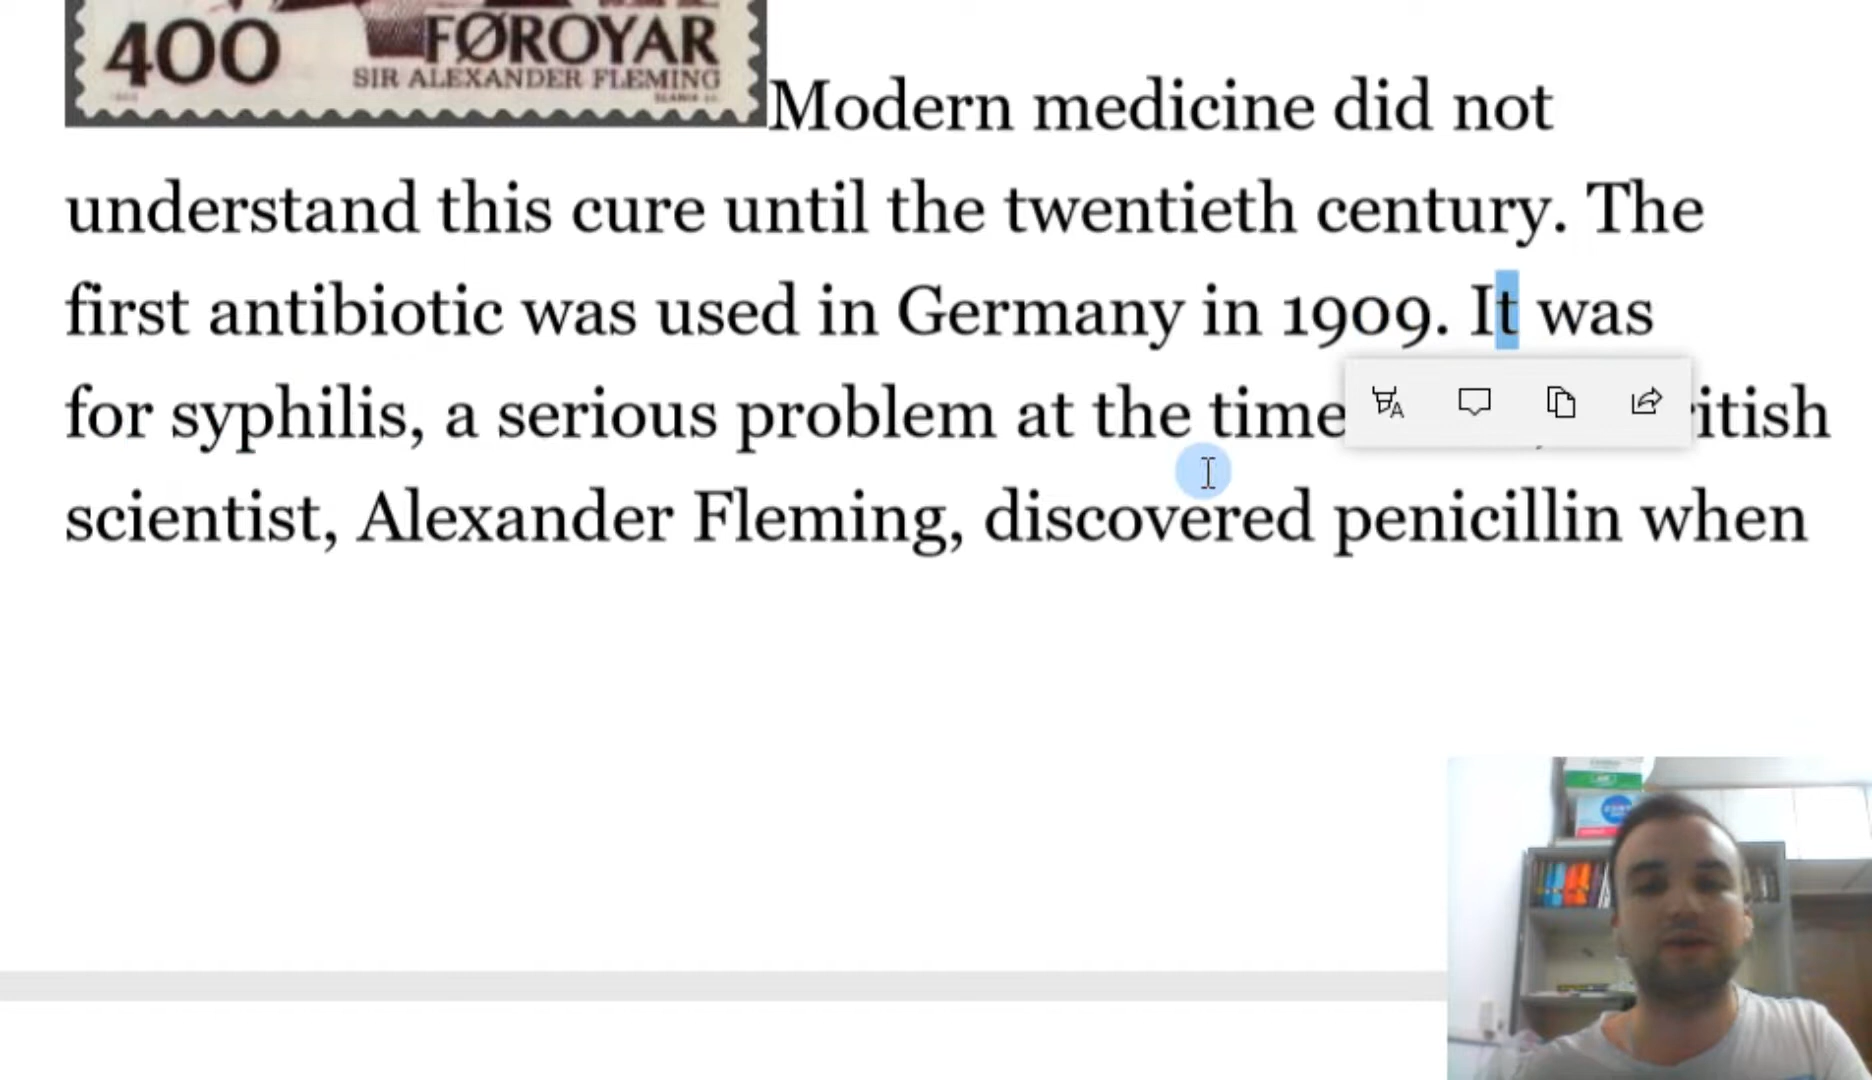 400
FØROYAR
SIR ALEXANDER FLEMING
Modern medicine did not
understand this cure until the twentieth century. The
first antibiotic was used in Germany in 1909. It was
for syphilis, a serious problem at the time
itish
scientist, Alexander Fleming, discovered penicillin when